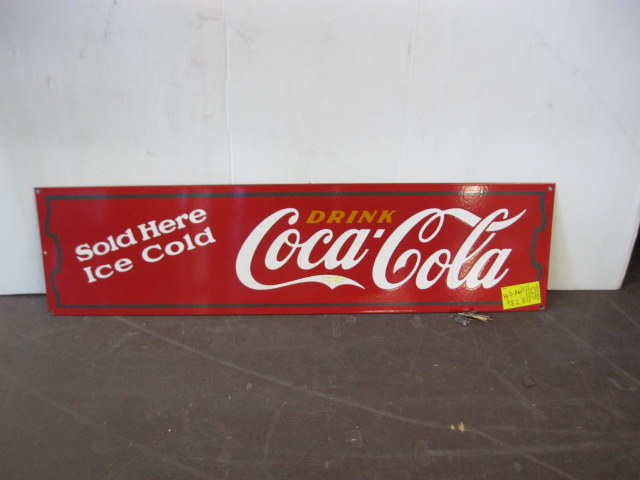 Sold Here
Ice Cold
DRINK
Coca-Cola